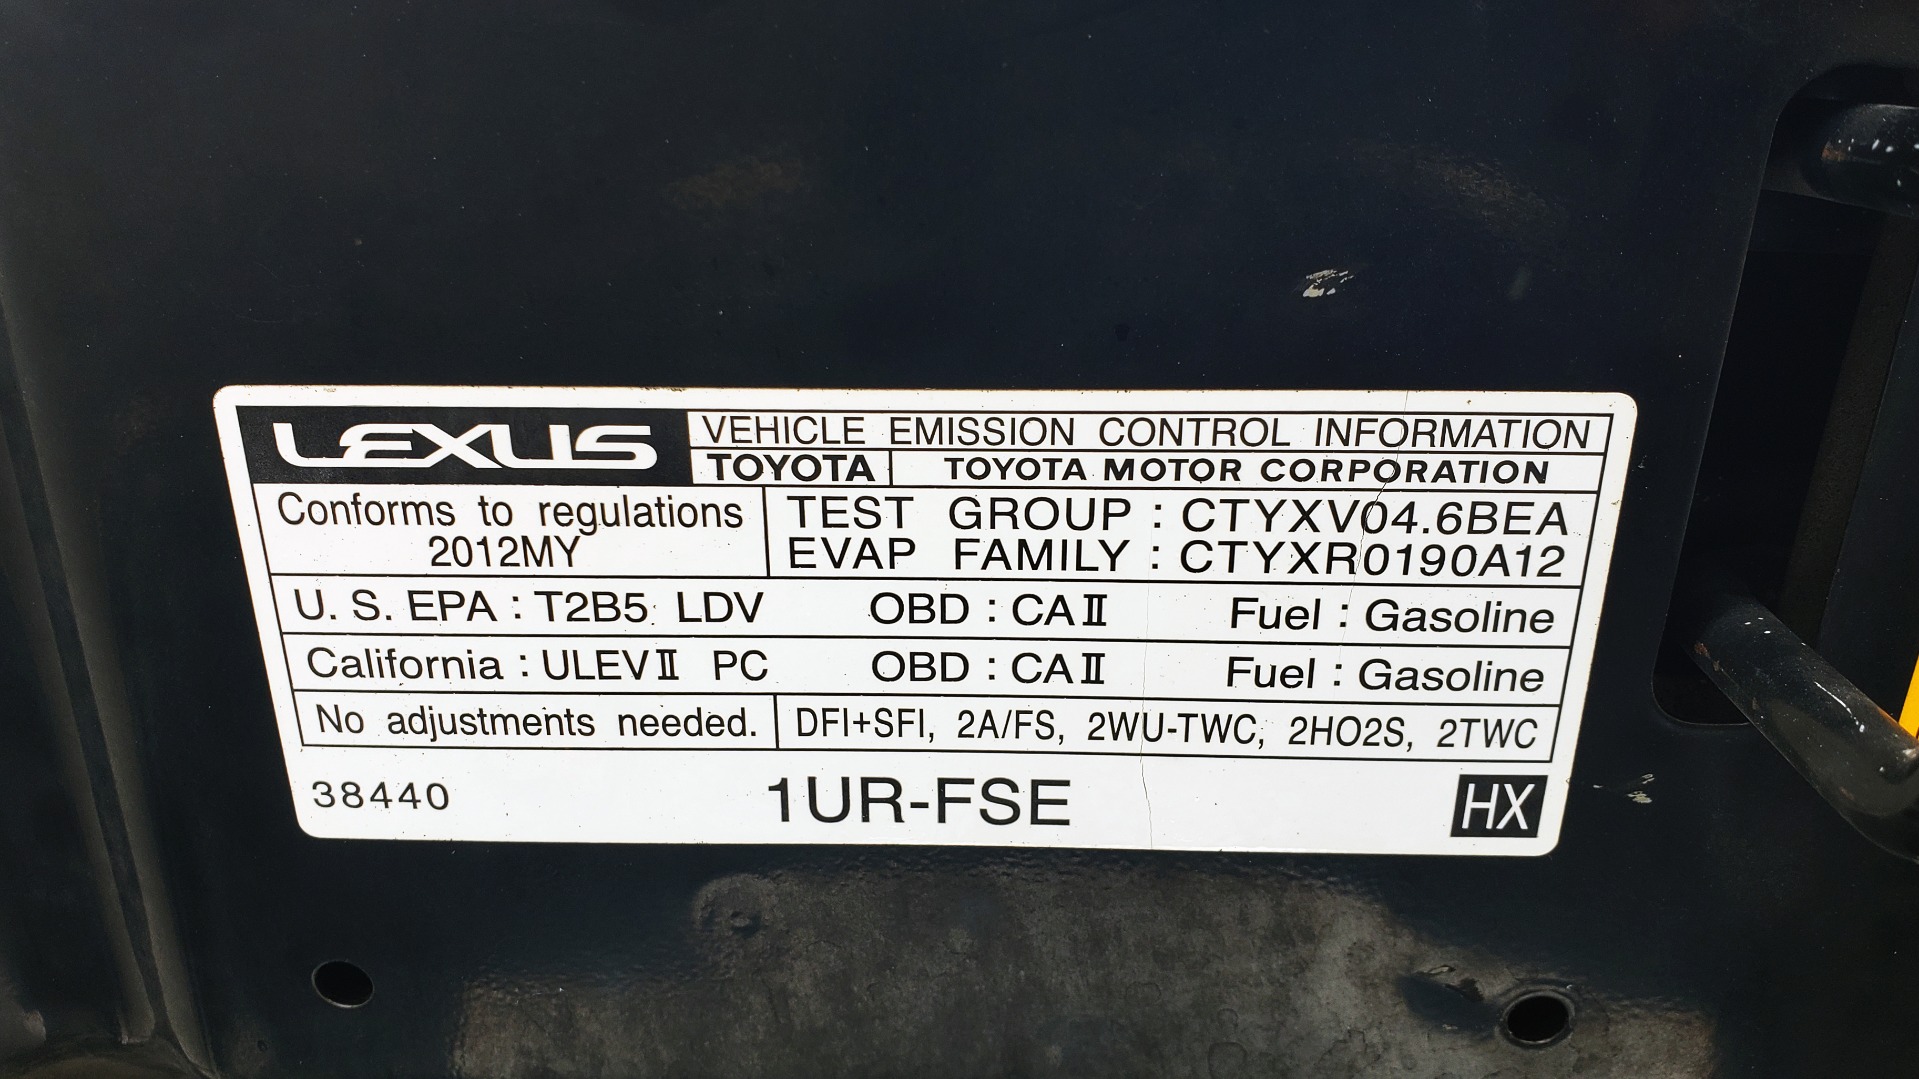 LEXUS VEHICLE EMISSION CONTROL INFORMATION
TOYOTA TOYOTA MOTOR CORPORATION
Conforms to regulations
2012MY
TEST GROUP : CTYXV04.6BEA
EVAP FAMILY : CTYXR0190A12
U. S. EPA : T2B5 LDV OBD : CAⅡ Fuel : Gasoline
California : ULEVⅡ PC OBD : CAⅡ Fuel : Gasoline
No adjustments needed. DFI+SFI, 2A/FS, 2WU-TWC, 2HO2S, 2TWC
38440 1UR-FSE HX